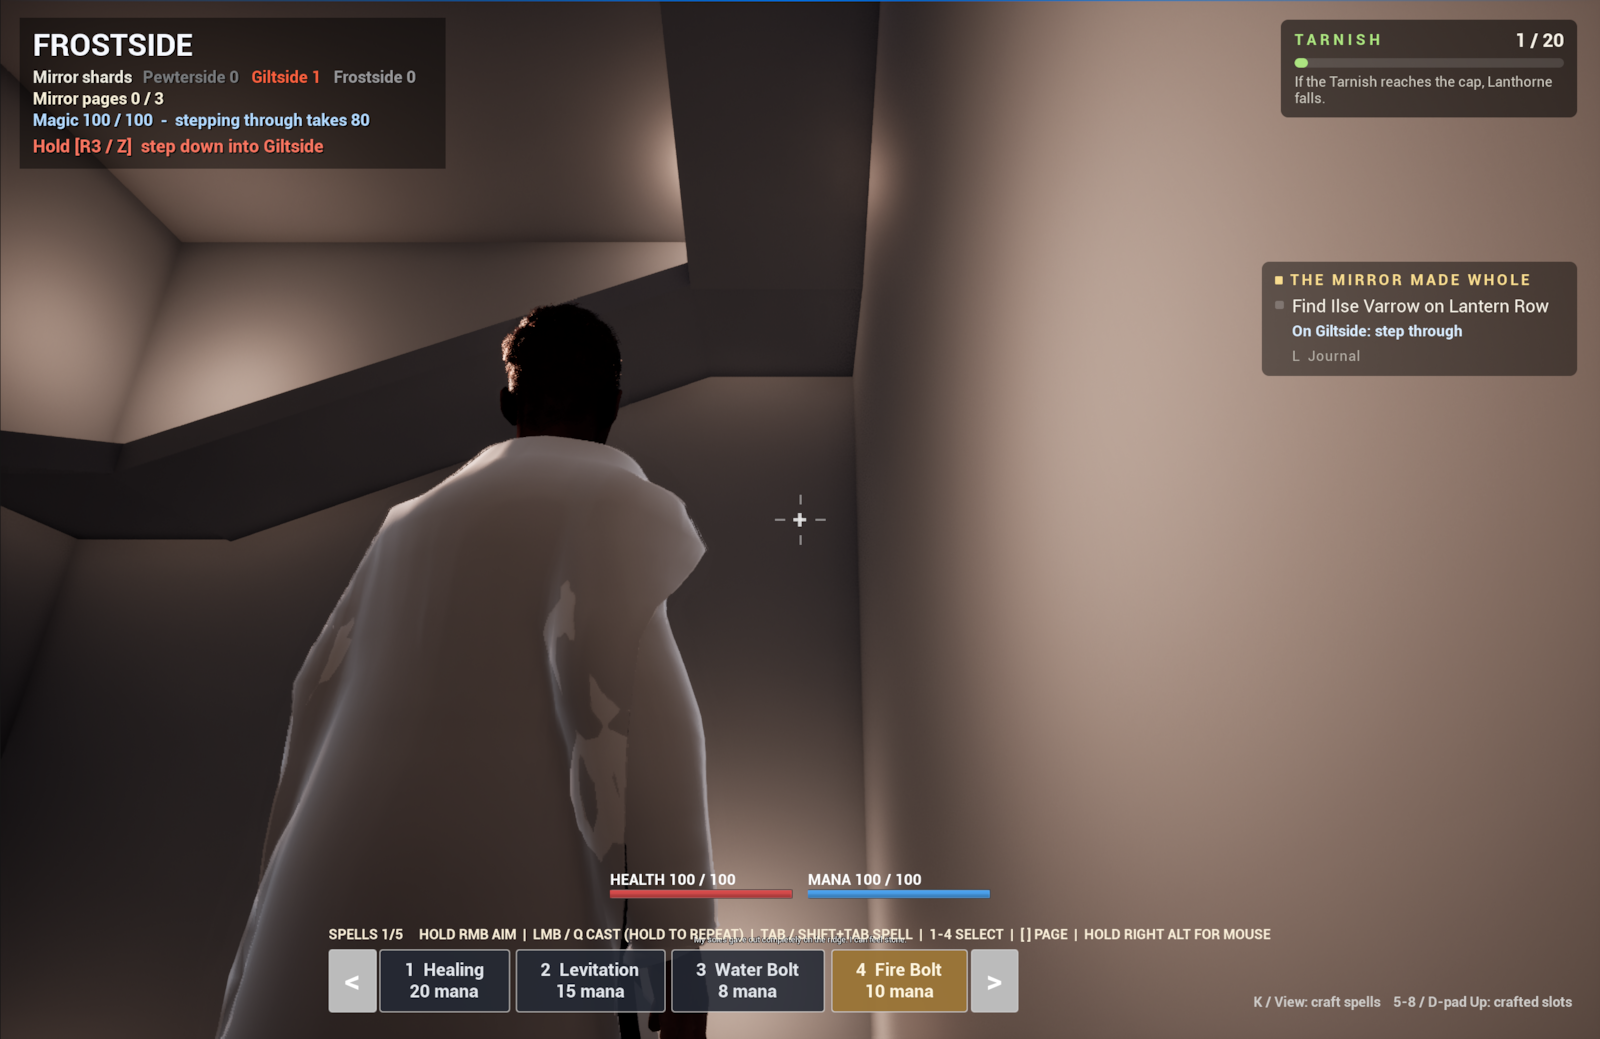 FROSTSIDE
Mirror shards Pewterside 0 Giltside 1 Frostside 0
Mirror pages 0 / 3
Magic 100 / 100 - stepping through takes 80
Hold [R3 / Z] step down into Giltside
TARNISH 1 / 20
If the Tarnish reaches the cap, Lanthorne
falls.
THE MIRROR MADE WHOLE
Find Ilse Varrow on Lantern Row
On Giltside: step through
L Journal
HEALTH 100 / 100 MANA 100 / 100
SPELLS 1/5 HOLD RMB AIM | LMB / Q CAST (HOLD TO REPEAT) | TAB / SHIFT+TAB SPELL | 1-4 SELECT | [ ] PAGE | HOLD RIGHT ALT FOR MOUSE
< 1 Healing 2 Levitation 3 Water Bolt 4 Fire Bolt >
20 mana 15 mana 8 mana 10 mana
K / View: craft spells 5-8 / D-pad Up: crafted slots